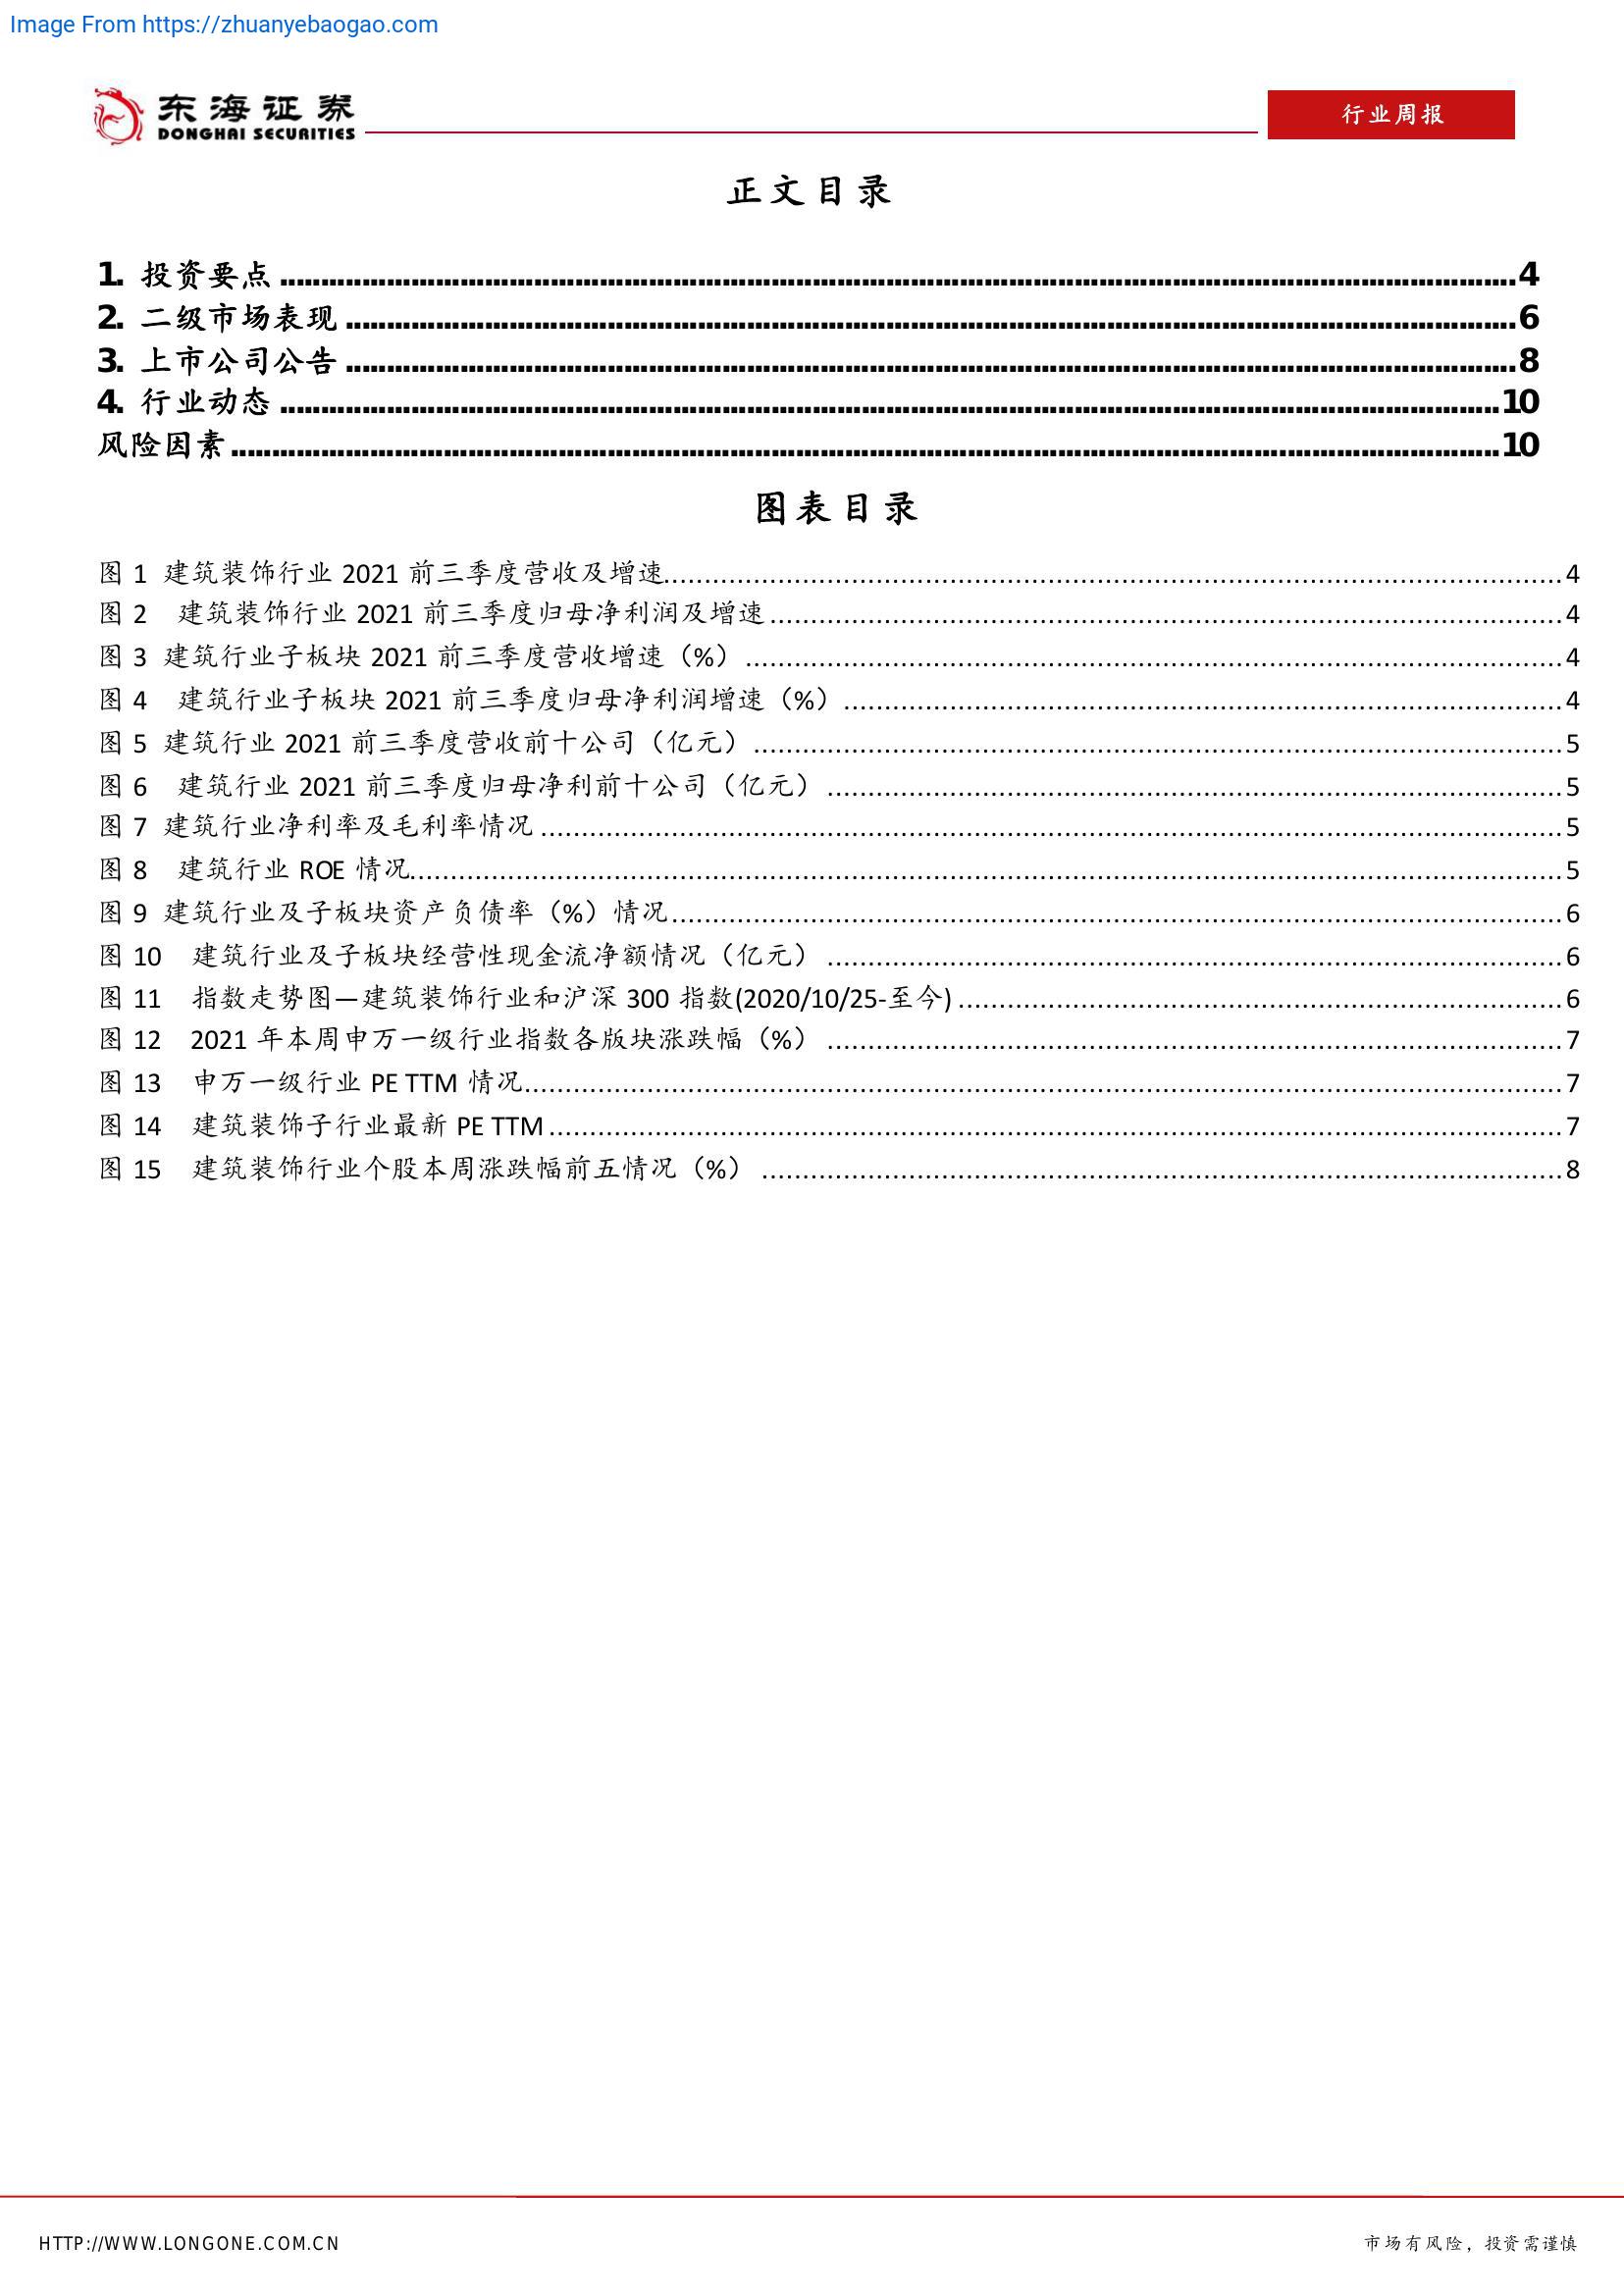 Image From https://zhuanyebaogao.com
东海证券
DONGHAI SECURITIES
行业周报
正文目录
1. 投资要点 4
2. 二级市场表现 6
3. 上市公司公告 8
4. 行业动态 10
风险因素 10
图表目录
图 1 建筑装饰行业 2021 前三季度营收及增速 4
图 2 建筑装饰行业 2021 前三季度归母净利润及增速 4
图 3 建筑行业子板块 2021 前三季度营收增速（%） 4
图 4 建筑行业子板块 2021 前三季度归母净利润增速（%） 4
图 5 建筑行业 2021 前三季度营收前十公司（亿元） 5
图 6 建筑行业 2021 前三季度归母净利前十公司（亿元） 5
图 7 建筑行业净利率及毛利率情况 5
图 8 建筑行业 ROE 情况 5
图 9 建筑行业及子板块资产负债率（%）情况 6
图 10 建筑行业及子板块经营性现金流净额情况（亿元） 6
图 11 指数走势图—建筑装饰行业和沪深 300 指数(2020/10/25-至今) 6
图 12 2021 年本周申万一级行业指数各版块涨跌幅（%） 7
图 13 申万一级行业 PE TTM 情况 7
图 14 建筑装饰子行业最新 PE TTM 7
图 15 建筑装饰行业个股本周涨跌幅前五情况（%） 8
HTTP://WWW.LONGONE.COM.CN
市场有风险，投资需谨慎